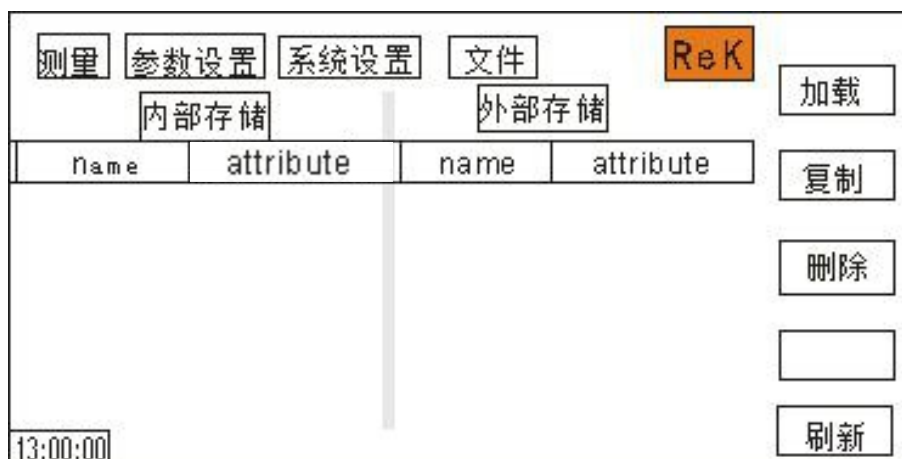 测量 参数设置 系统设置 文件 ReK
加载
内部存储 外部存储
name attribute name attribute
复制
删除
刷新
13:00:00